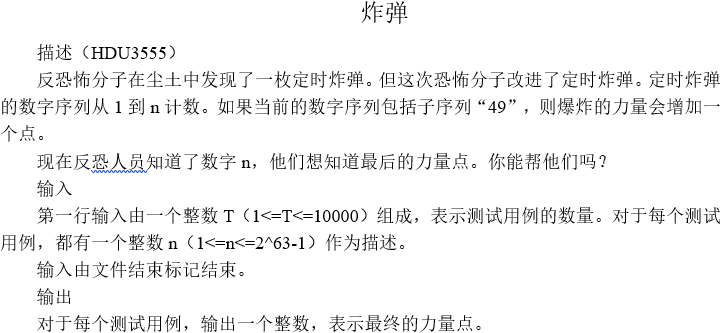 炸弹
描述（HDU3555）
反恐怖分子在尘土中发现了一枚定时炸弹。但这次恐怖分子改进了定时炸弹。定时炸弹
的数字序列从 1 到 n 计数。如果当前的数字序列包括子序列“49”，则爆炸的力量会增加一
个点。
现在反恐人员知道了数字 n，他们想知道最后的力量点。你能帮他们吗？
输入
第一行输入由一个整数 T（1<=T<=10000）组成，表示测试用例的数量。对于每个测试
用例，都有一个整数 n（1<=n<=2^63-1）作为描述。
输入由文件结束标记结束。
输出
对于每个测试用例，输出一个整数，表示最终的力量点。